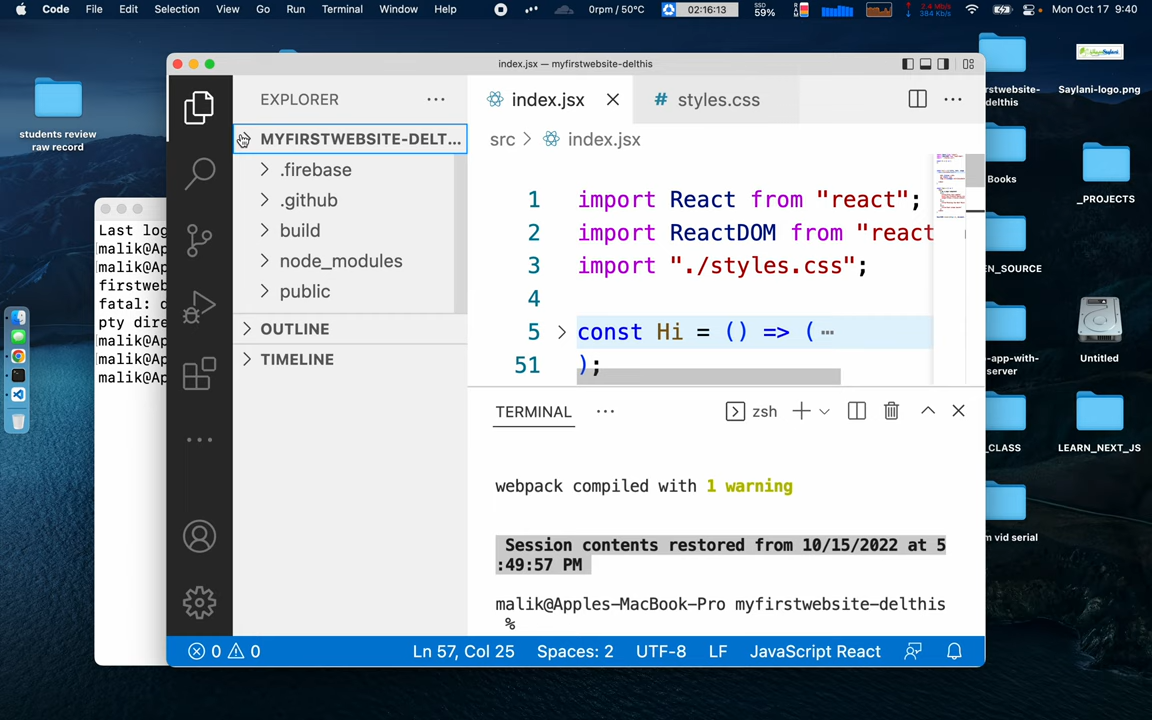 Code File Edit Selection View Go Run Terminal Window Help 0rpm / 50°C 02:16:13 SSD 59% 2.4 Mb/s 384 Kb/s Mon Oct 17 9:40
students review
raw record
index.jsx — myfirstwebsite-delthis
EXPLORER
MYFIRSTWEBSITE-DELT...
.firebase
.github
build
node_modules
public
OUTLINE
TIMELINE
index.jsx
# styles.css
src > index.jsx
1 import React from "react";
2 import ReactDOM from "react
3 import "./styles.css";
4
5 const Hi = () => ( ...
51 );
TERMINAL
zsh
webpack compiled with 1 warning
Session contents restored from 10/15/2022 at 5
:49:57 PM
malik@Apples-MacBook-Pro myfirstwebsite-delthis
%
0 0 Ln 57, Col 25 Spaces: 2 UTF-8 LF JavaScript React
Last log
malik@Ap
malik@Ap
firstweb
fatal: d
pty dire
malik@Ap
malik@Ap
malik@Ap
rstwebsite-
delthis
Saylani-logo.png
Books
_PROJECTS
EN_SOURCE
-app-with-
server
Untitled
_CLASS
LEARN_NEXT_JS
m vid serial